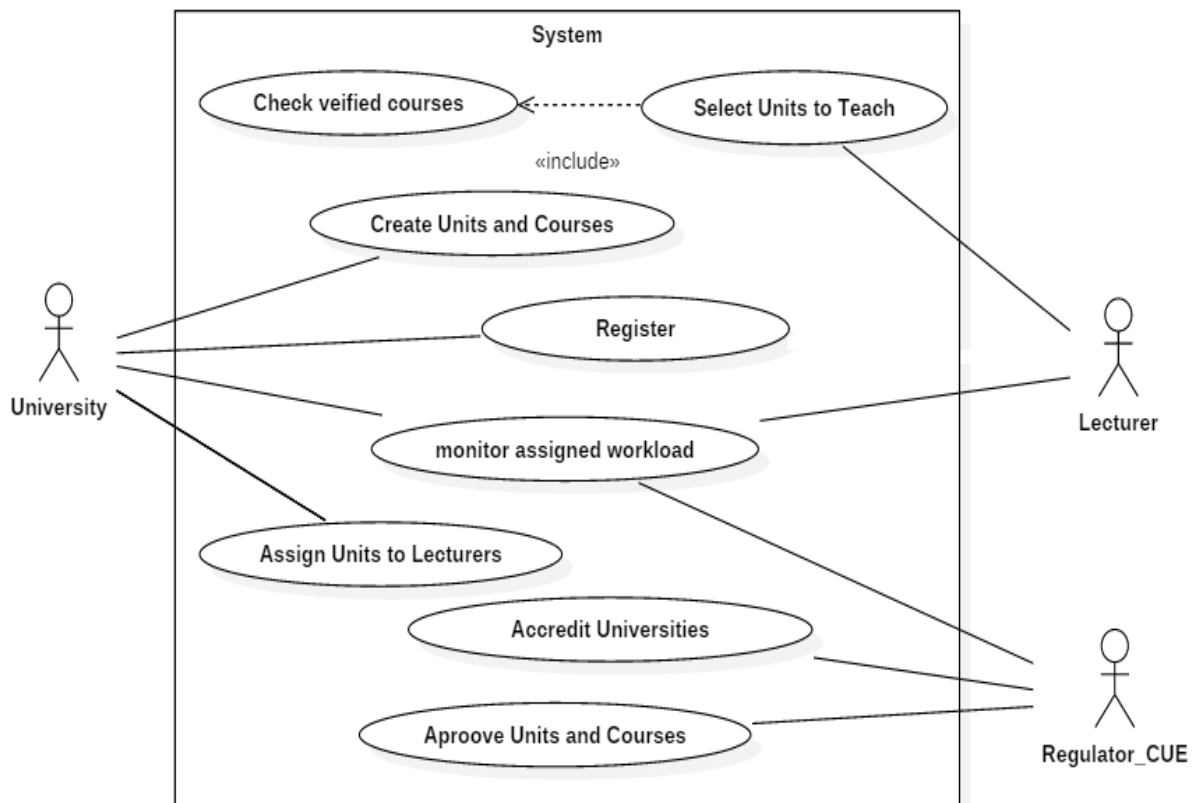 System
Check veified courses
Select Units to Teach
«include»
Create Units and Courses
Register
University
Lecturer
monitor assigned workload
Assign Units to Lecturers
Accredit Universities
Aproove Units and Courses
Regulator_CUE